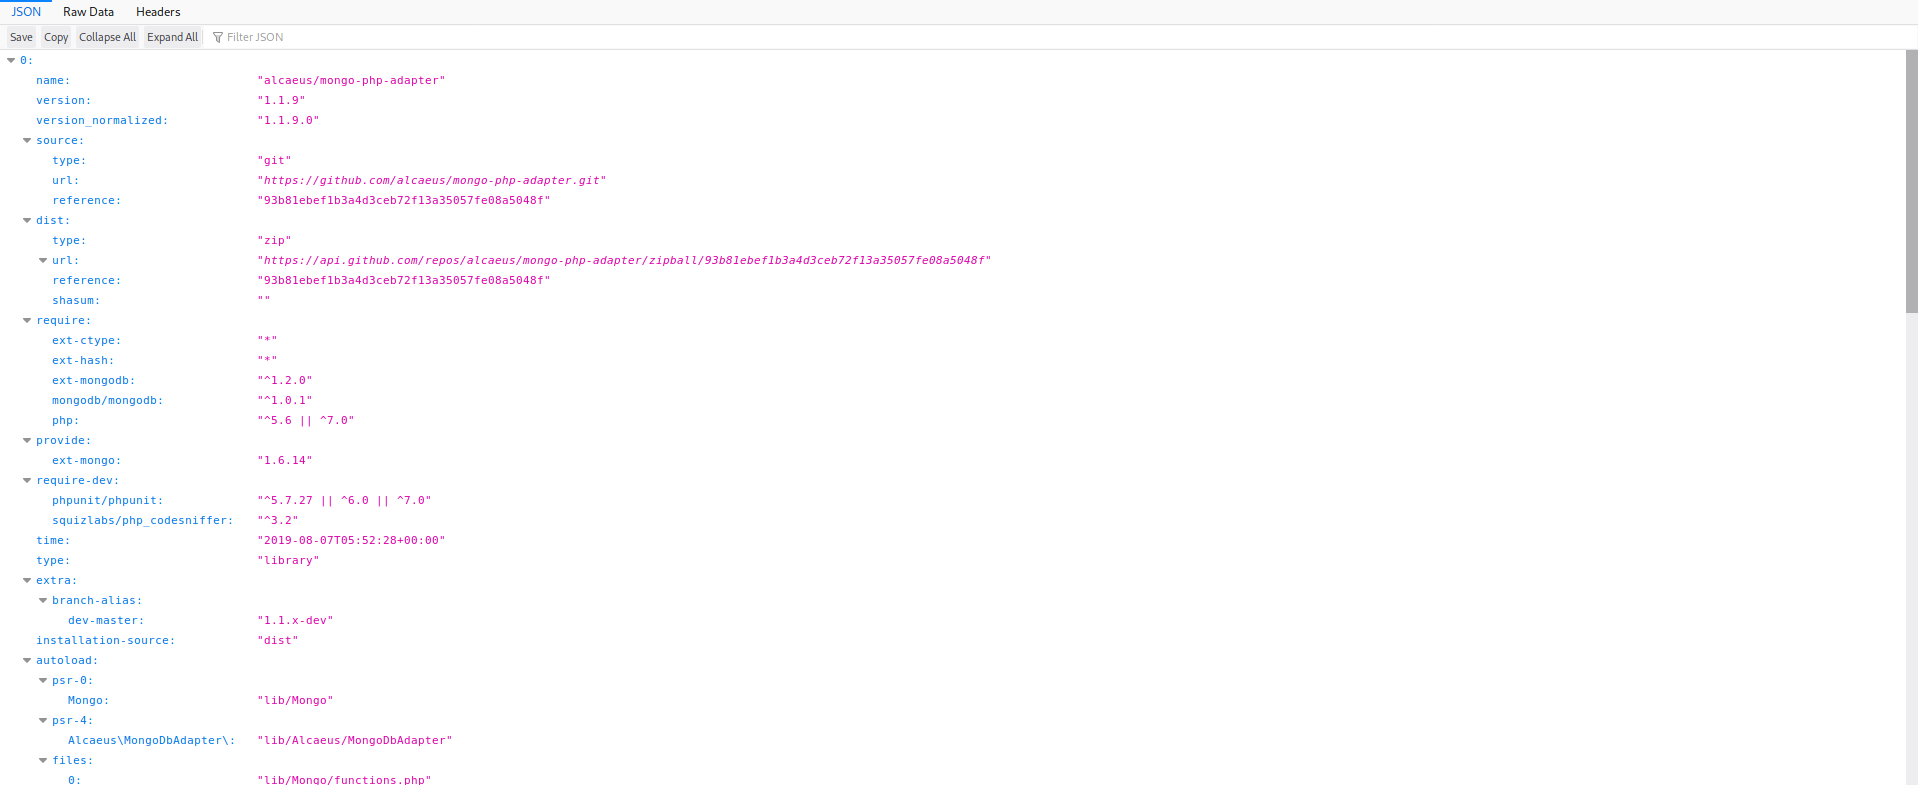 JSON Raw Data Headers
Save Copy Collapse All Expand All Filter JSON
0:
name: "alcaeus/mongo-php-adapter"
version: "1.1.9"
version_normalized: "1.1.9.0"
source:
type: "git"
url: "https://github.com/alcaeus/mongo-php-adapter.git"
reference: "93b81ebef1b3a4d3ceb72f13a35057fe08a5048f"
dist:
type: "zip"
url: "https://api.github.com/repos/alcaeus/mongo-php-adapter/zipball/93b81ebef1b3a4d3ceb72f13a35057fe08a5048f"
reference: "93b81ebef1b3a4d3ceb72f13a35057fe08a5048f"
shasum: ""
require:
ext-ctype: "*"
ext-hash: "*"
ext-mongodb: "^1.2.0"
mongodb/mongodb: "^1.0.1"
php: "^5.6 || ^7.0"
provide:
ext-mongo: "1.6.14"
require-dev:
phpunit/phpunit: "^5.7.27 || ^6.0 || ^7.0"
squizlabs/php_codesniffer: "^3.2"
time: "2019-08-07T05:52:28+00:00"
type: "library"
extra:
branch-alias:
dev-master: "1.1.x-dev"
installation-source: "dist"
autoload:
psr-0:
Mongo: "lib/Mongo"
psr-4:
Alcaeus\MongoDbAdapter\: "lib/Alcaeus/MongoDbAdapter"
files:
0: "lib/Mongo/functions.php"